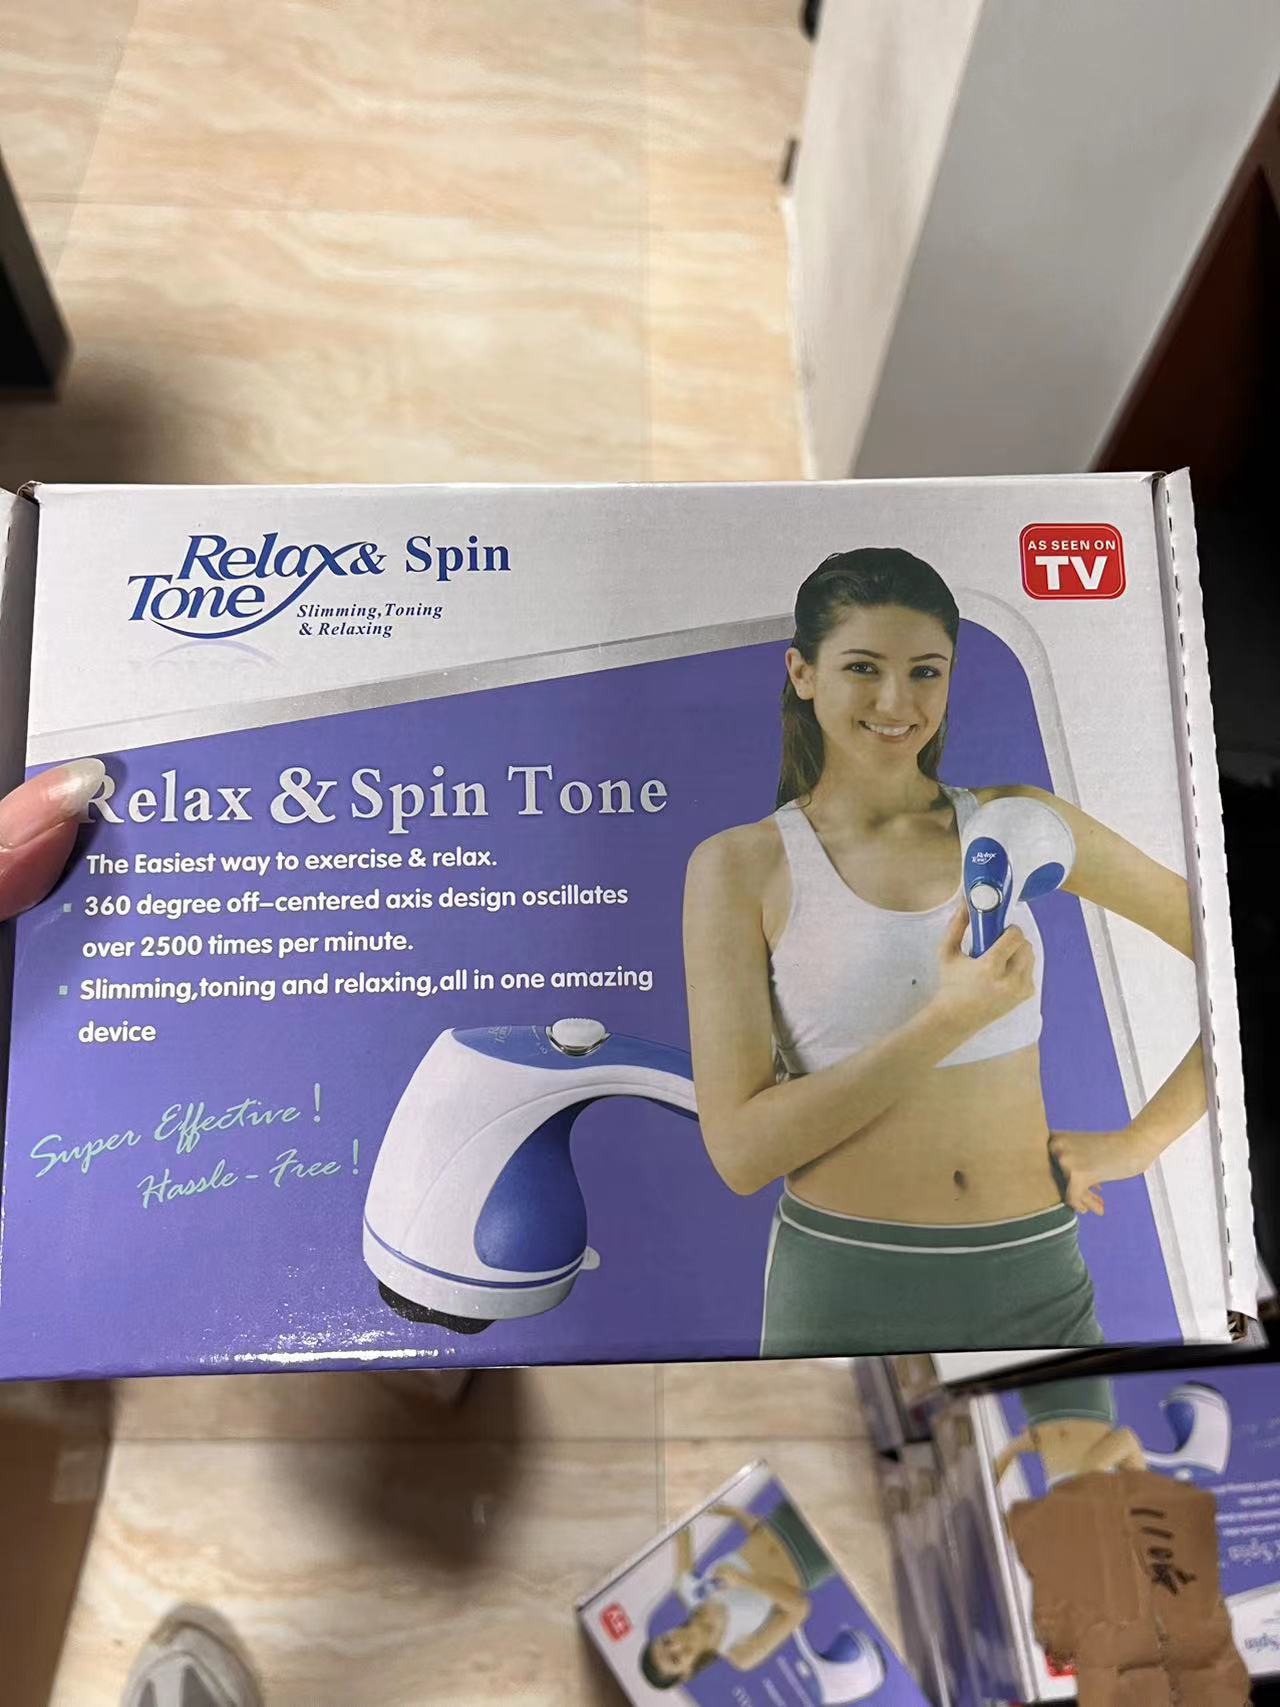 Relax & Spin
Tone
Slimming,Toning
& Relaxing
AS SEEN ON
TV
Relax & Spin Tone
The Easiest way to exercise & relax.
360 degree off-centered axis design oscillates
over 2500 times per minute.
Slimming,toning and relaxing,all in one amazing
device
Super Effective!
Hassle-Free!
Relax
Tone